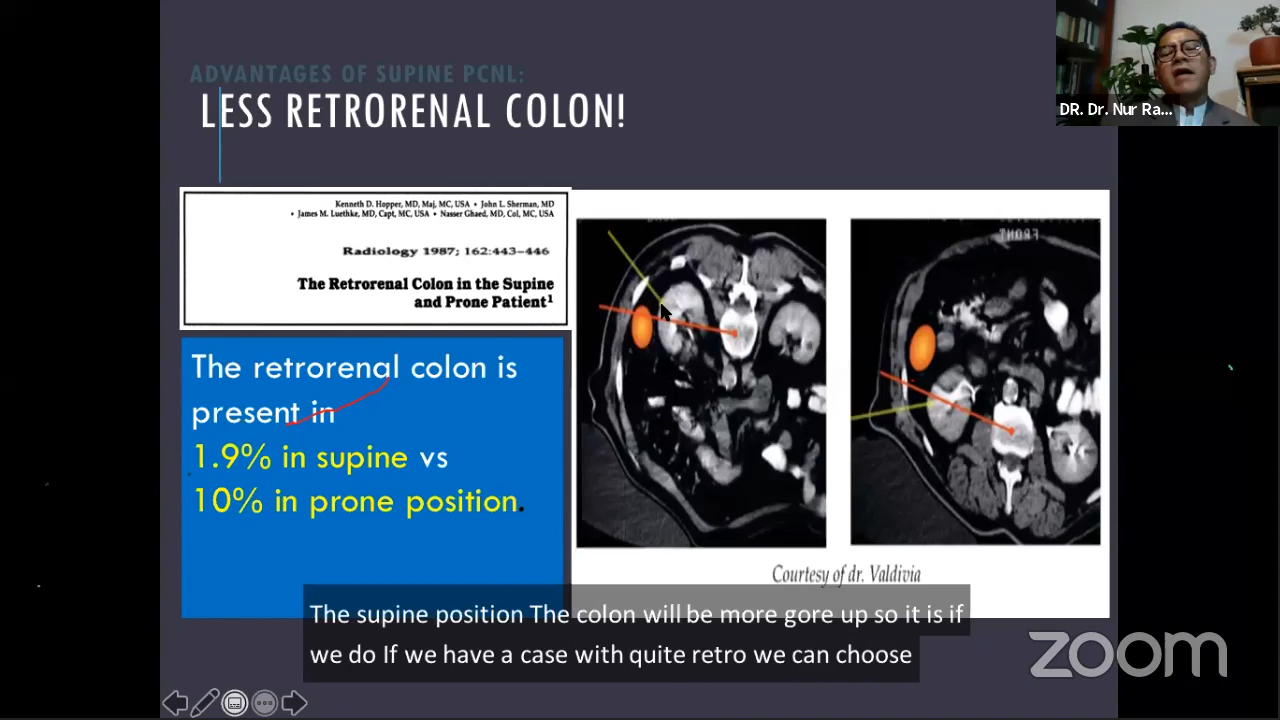 ADVANTAGES OF SUPINE PCNL:
LESS RETRORENAL COLON!
DR. Dr. Nur Ra...
Kenneth D. Hopper, MD, Maj, MC, USA • John L. Sherman, MD
• James M. Luethke, MD, Capt, MC, USA • Nasser Ghaed, MD, Col, MC, USA
Radiology 1987; 162:443–446
The Retrorenal Colon in the Supine
and Prone Patient¹
The retrorenal colon is
present in
1.9% in supine vs
10% in prone position.
FRONT
Courtesy of dr. Valdivia
The supine position The colon will be more gore up so it is if
we do If we have a case with quite retro we can choose
zoom